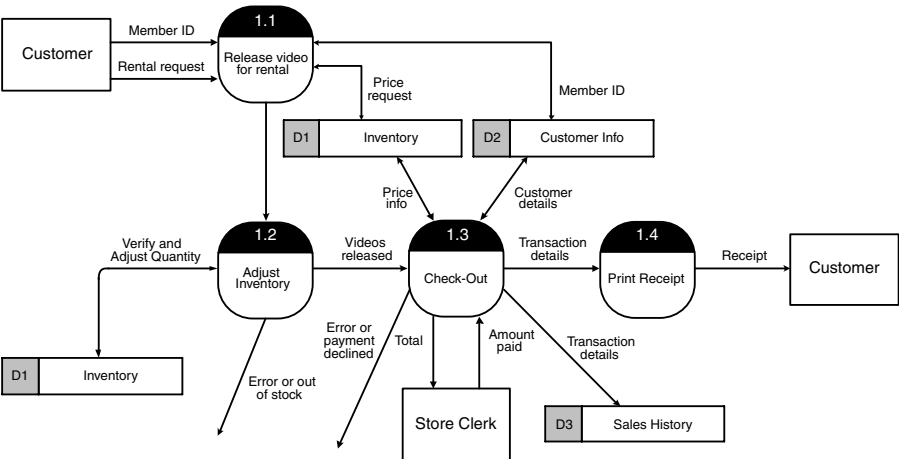 Customer
Member ID
Rental request
1.1
Release video
for rental
Price
request
Member ID
D1
Inventory
D2
Customer Info
Price
info
Customer
details
Verify and
Adjust Quantity
1.2
Adjust
Inventory
Videos
released
1.3
Check-Out
Transaction
details
1.4
Print Receipt
Receipt
Customer
D1
Inventory
Error or out
of stock
Error or
payment
declined
Total
Amount
paid
Transaction
details
Store Clerk
D3
Sales History